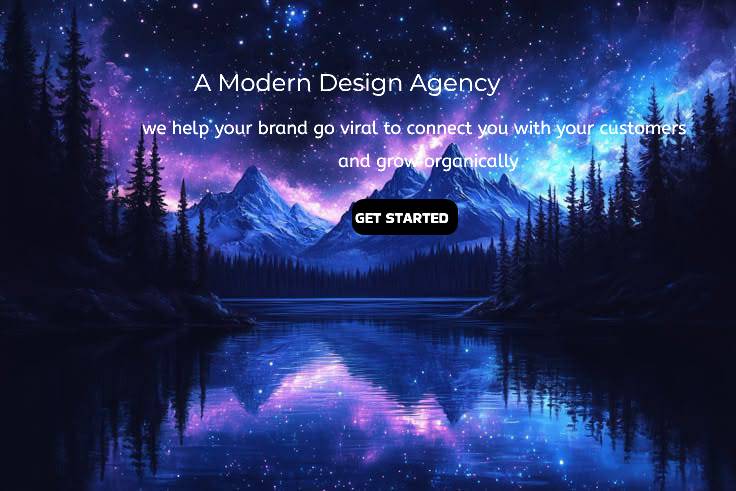 A Modern Design Agency
we help your brand go viral to connect you with your customers
and grow organically
GET STARTED